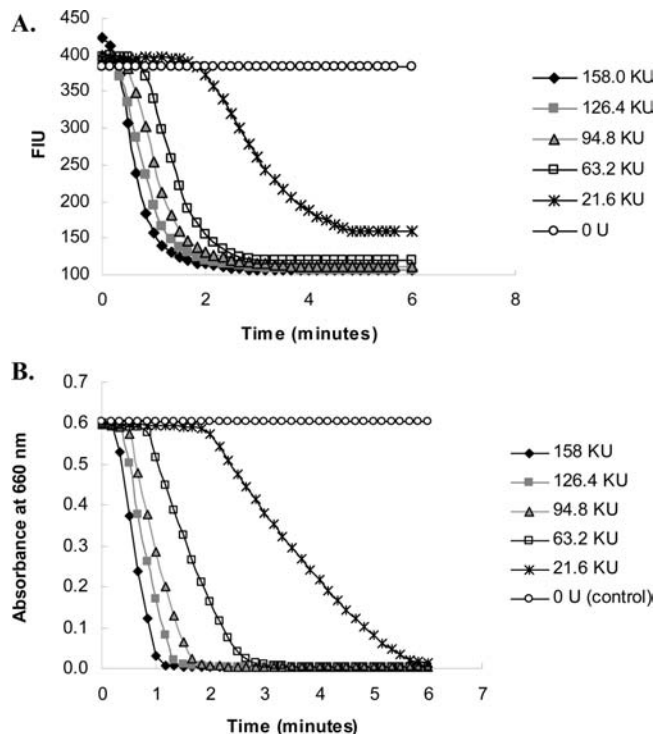 A.
450
400
350
300
250
200
150
100
FIU
0
2
4
6
8
Time (minutes)
158.0 KU
126.4 KU
94.8 KU
63.2 KU
21.6 KU
0 U
B.
0.7
0.6
0.5
0.4
0.3
0.2
0.1
0.0
Absorbance at 660 nm
0
1
2
3
4
5
6
7
Time (minutes)
158 KU
126.4 KU
94.8 KU
63.2 KU
21.6 KU
0 U (control)